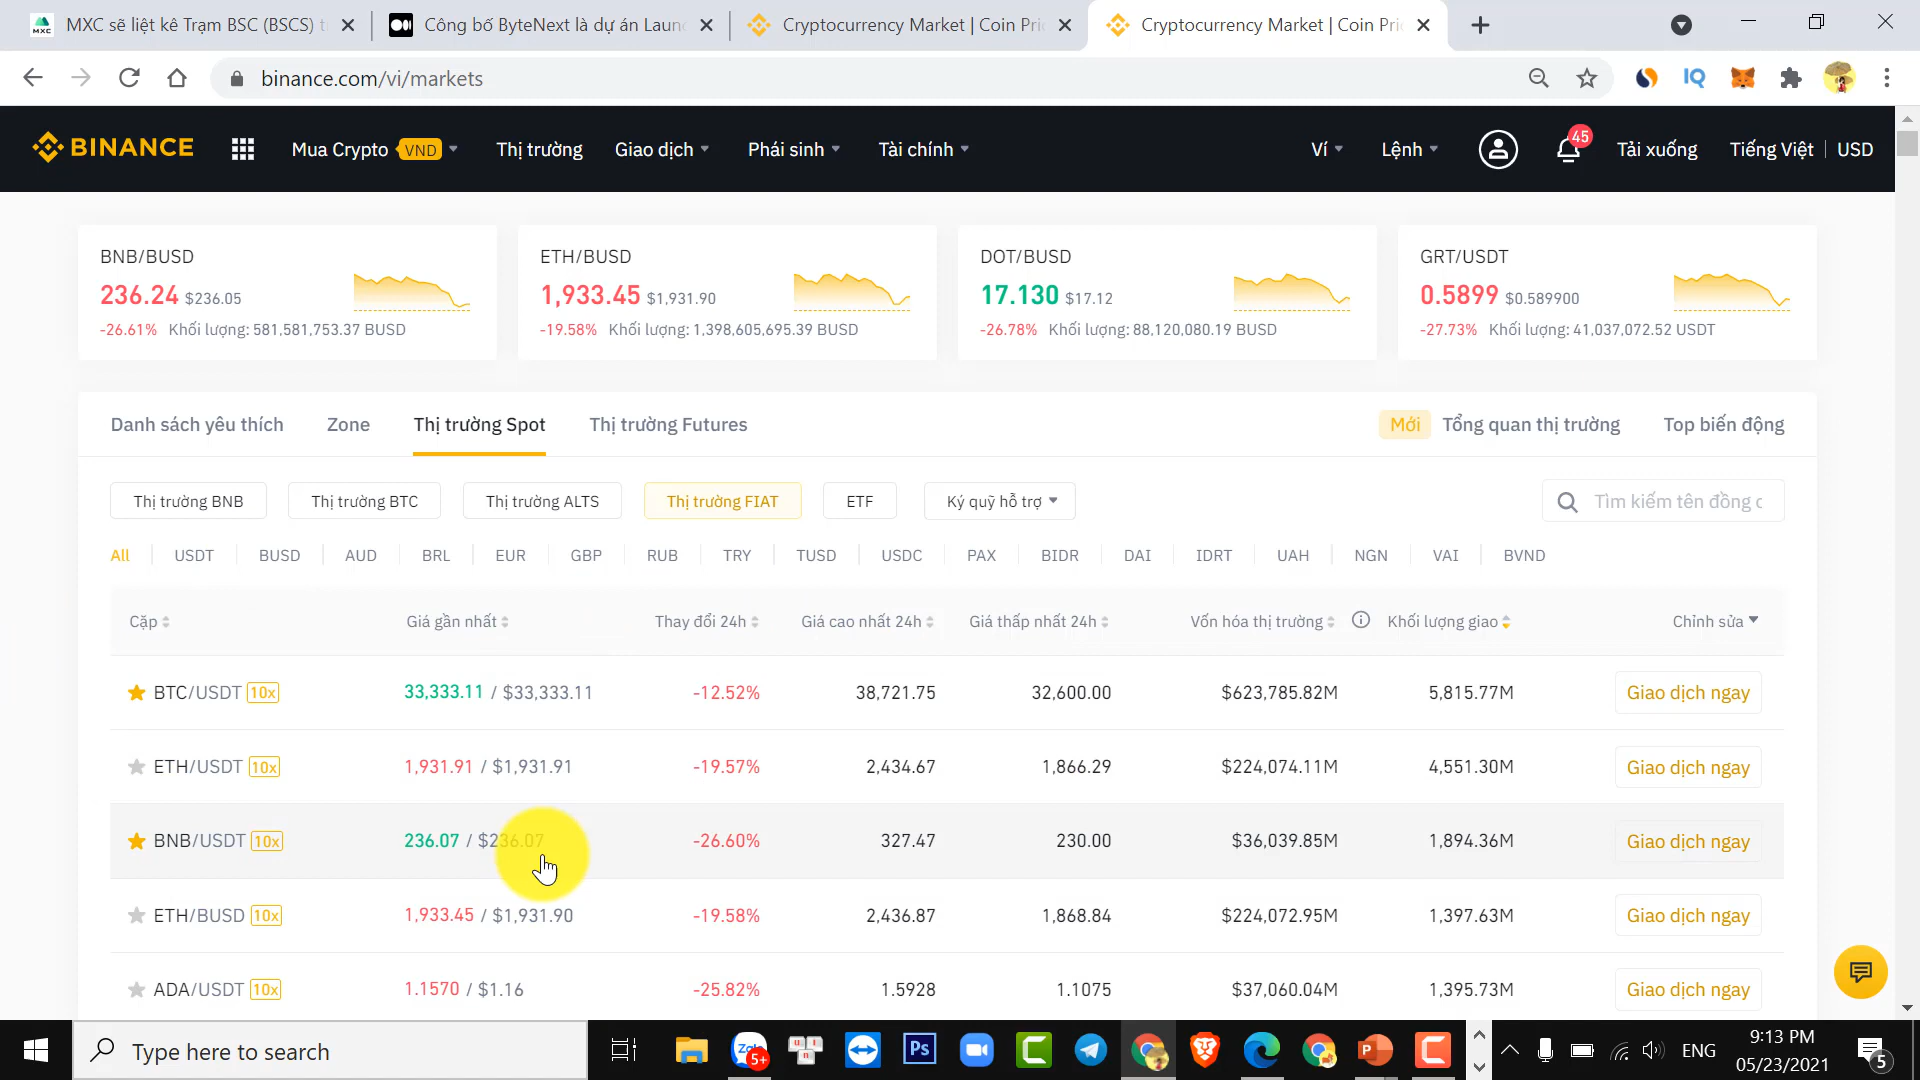 MXC sẽ liệt kê Trạm BSC (BSCS) t
Công bố ByteNext là dự án Laun
Cryptocurrency Market | Coin Pri
Cryptocurrency Market | Coin Pri
binance.com/vi/markets
BINANCE Mua Crypto VND Thị trường Giao dịch Phái sinh Tài chính Ví Lệnh 45 Tải xuống Tiếng Việt USD
BNB/BUSD
236.24 $236.05
-26.61% Khối lượng: 581,581,753.37 BUSD
ETH/BUSD
1,933.45 $1,931.90
-19.58% Khối lượng: 1,398,605,695.39 BUSD
DOT/BUSD
17.130 $17.12
-26.78% Khối lượng: 88,120,080.19 BUSD
GRT/USDT
0.5899 $0.589900
-27.73% Khối lượng: 41,037,072.52 USDT
Danh sách yêu thích Zone Thị trường Spot Thị trường Futures Mới Tổng quan thị trường Top biến động
Thị trường BNB Thị trường BTC Thị trường ALTS Thị trường FIAT ETF Ký quỹ hỗ trợ Tìm kiếm tên đồng c
All USDT BUSD AUD BRL EUR GBP RUB TRY TUSD USDC PAX BIDR DAI IDRT UAH NGN VAI BVND
Cặp Giá gần nhất Thay đổi 24h Giá cao nhất 24h Giá thấp nhất 24h Vốn hóa thị trường Khối lượng giao Chỉnh sửa
BTC/USDT 10x 33,333.11 / $33,333.11 -12.52% 38,721.75 32,600.00 $623,785.82M 5,815.77M Giao dịch ngay
ETH/USDT 10x 1,931.91 / $1,931.91 -19.57% 2,434.67 1,866.29 $224,074.11M 4,551.30M Giao dịch ngay
BNB/USDT 10x 236.07 / $236.07 -26.60% 327.47 230.00 $36,039.85M 1,894.36M Giao dịch ngay
ETH/BUSD 10x 1,933.45 / $1,931.90 -19.58% 2,436.87 1,868.84 $224,072.95M 1,397.63M Giao dịch ngay
ADA/USDT 10x 1.1570 / $1.16 -25.82% 1.5928 1.1075 $37,060.04M 1,395.73M Giao dịch ngay
Type here to search
5+
Ps
ENG
9:13 PM
05/23/2021
5